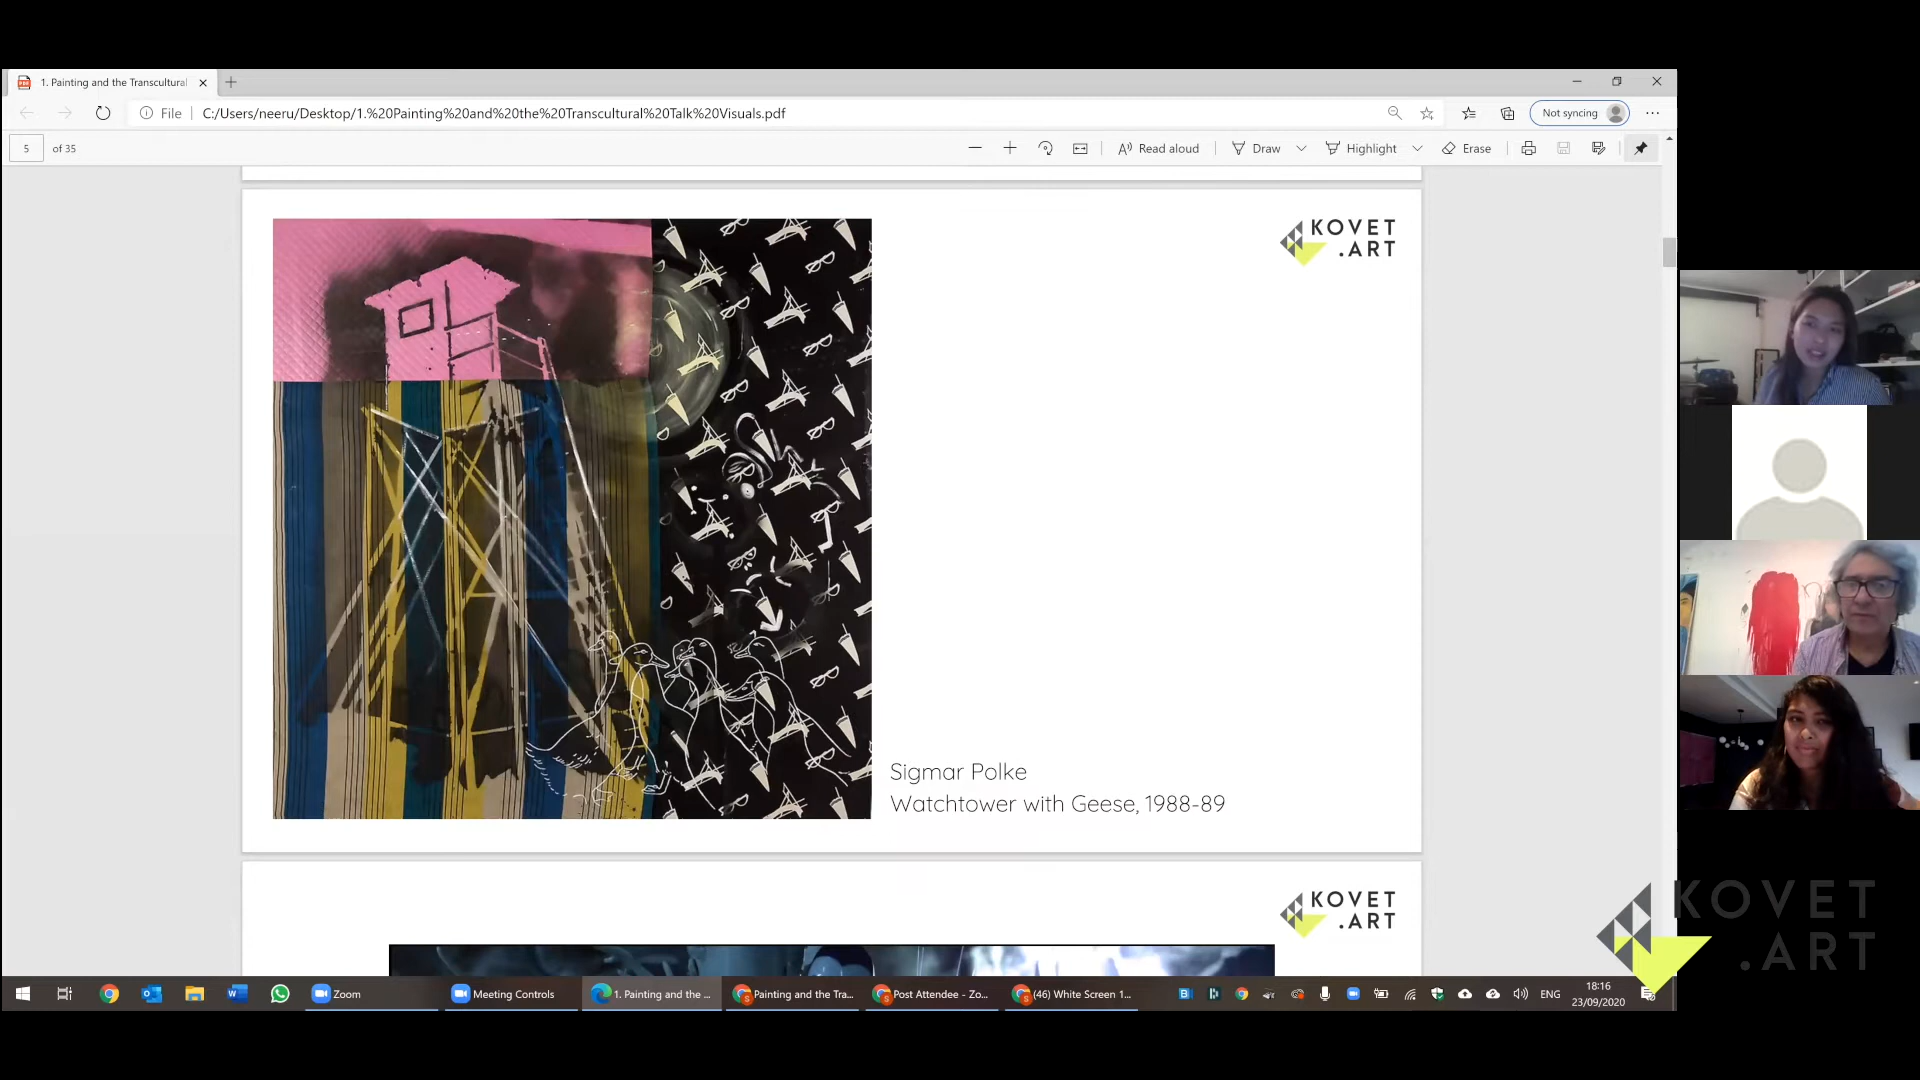 1. Painting and the Transcultural
File
C:/Users/neeru/Desktop/1.%20Painting%20and%20the%20Transcultural%20Talk%20Visuals.pdf
Not syncing
5
of 35
Read aloud
Draw
Highlight
Erase
KOVET
.ART
Sigmar Polke
Watchtower with Geese, 1988-89
KOVET
.ART
KOVET
.ART
Zoom
Meeting Controls
1. Painting and the ...
Painting and the Tra...
Post Attendee - Zo...
(46) White Screen 1...
ENG
18:16
23/09/2020